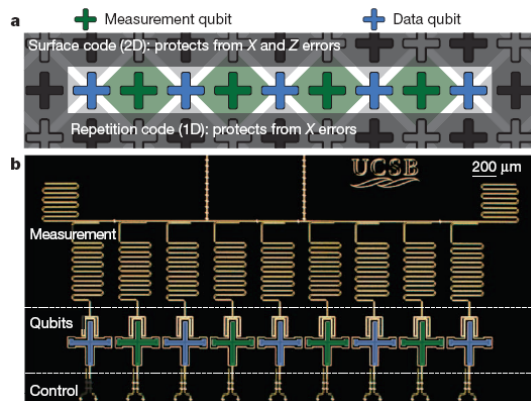 Measurement qubit
Data qubit
a
Surface code (2D): protects from X and Z errors
Repetition code (1D): protects from X errors
b
UCSB
200 μm
Measurement
Qubits
Control